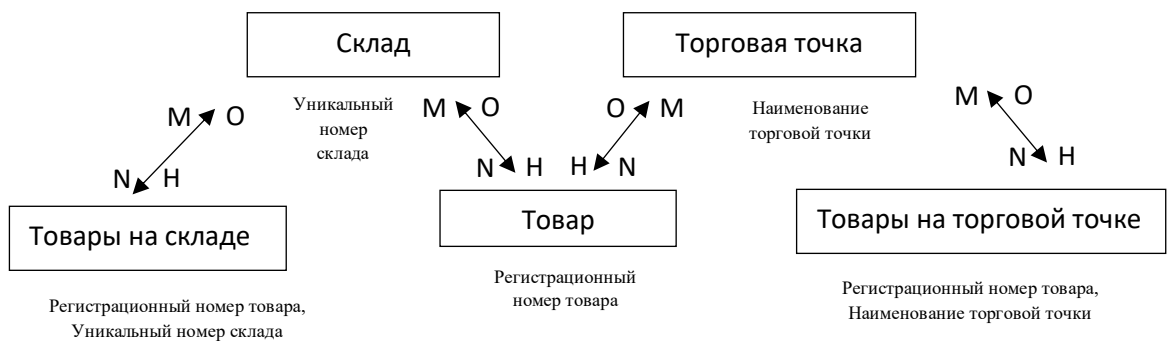 Склад
Торговая точка
Уникальный
номер
склада
Наименование
торговой точки
М О
М О
О М
М О
N Н
N Н
Н N
N Н
Товары на складе
Товар
Товары на торговой точке
Регистрационный номер товара,
Уникальный номер склада
Регистрационный
номер товара
Регистрационный номер товара,
Наименование торговой точки